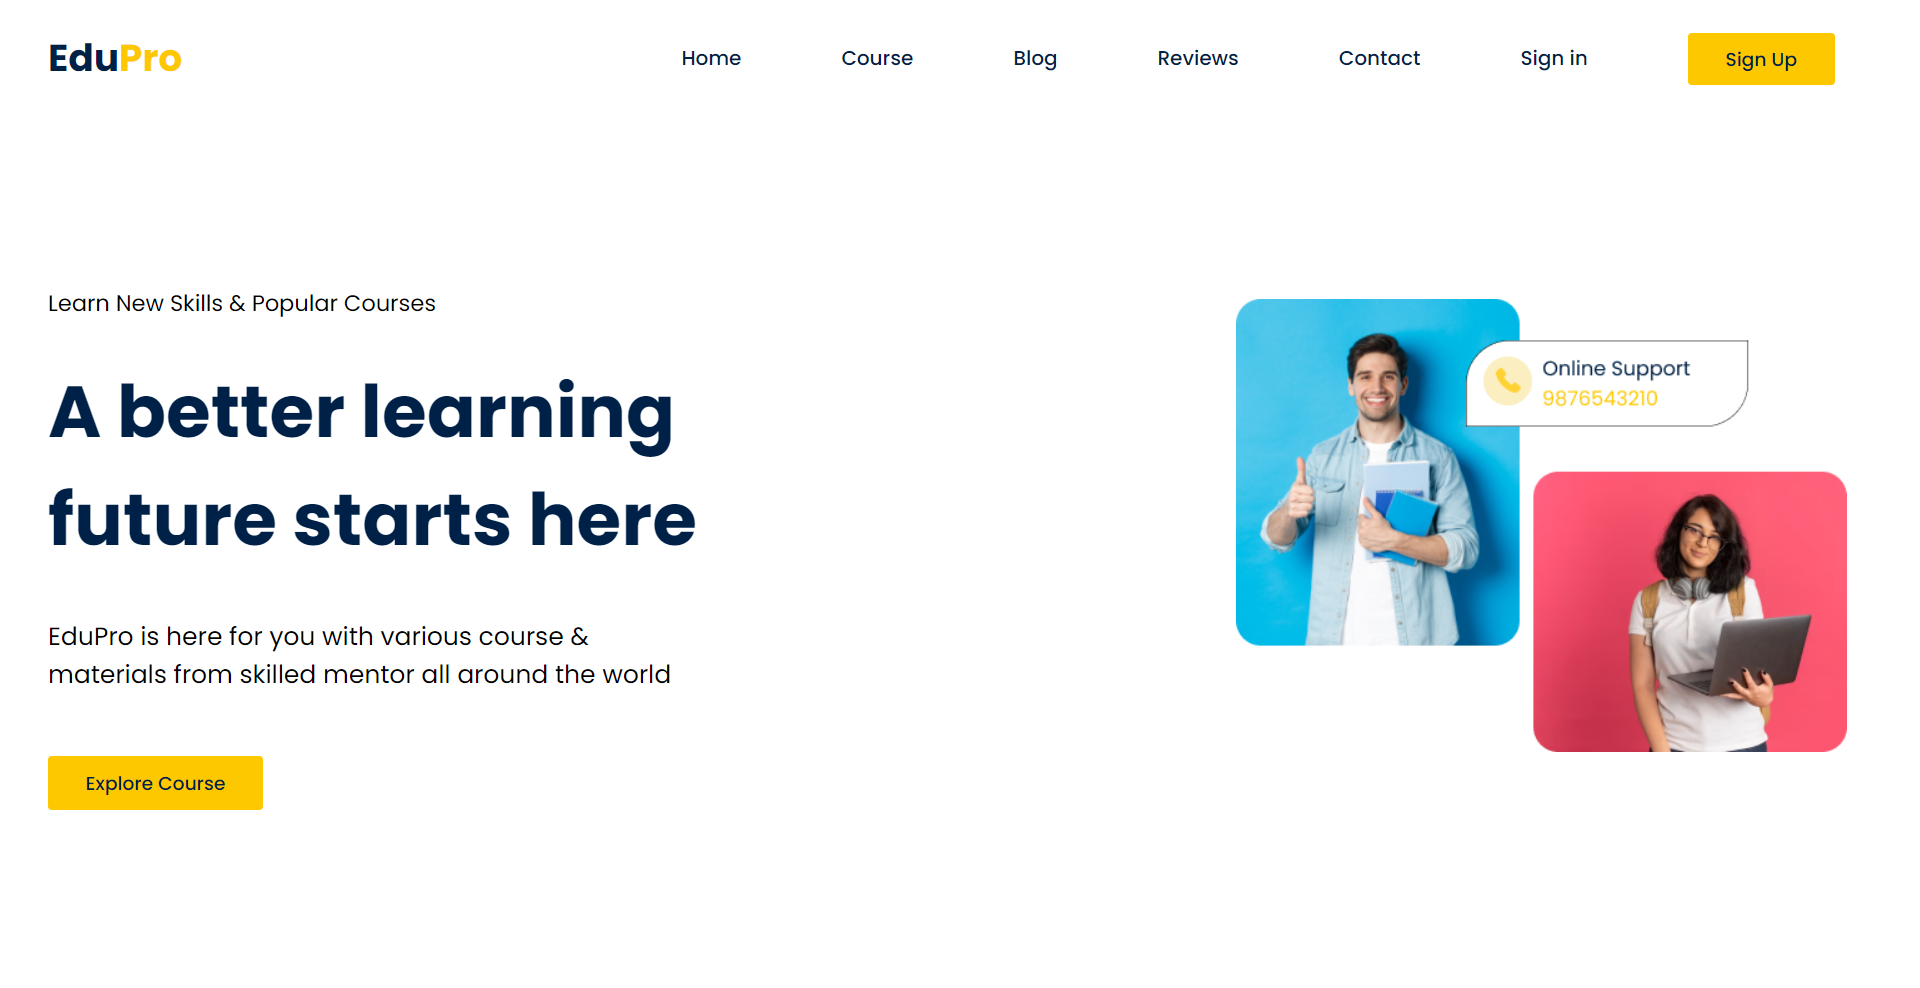 EduPro
Home
Course
Blog
Reviews
Contact
Sign in
Sign Up
Learn New Skills & Popular Courses
A better learning
future starts here
EduPro is here for you with various course &
materials from skilled mentor all around the world
Explore Course
Online Support
9876543210